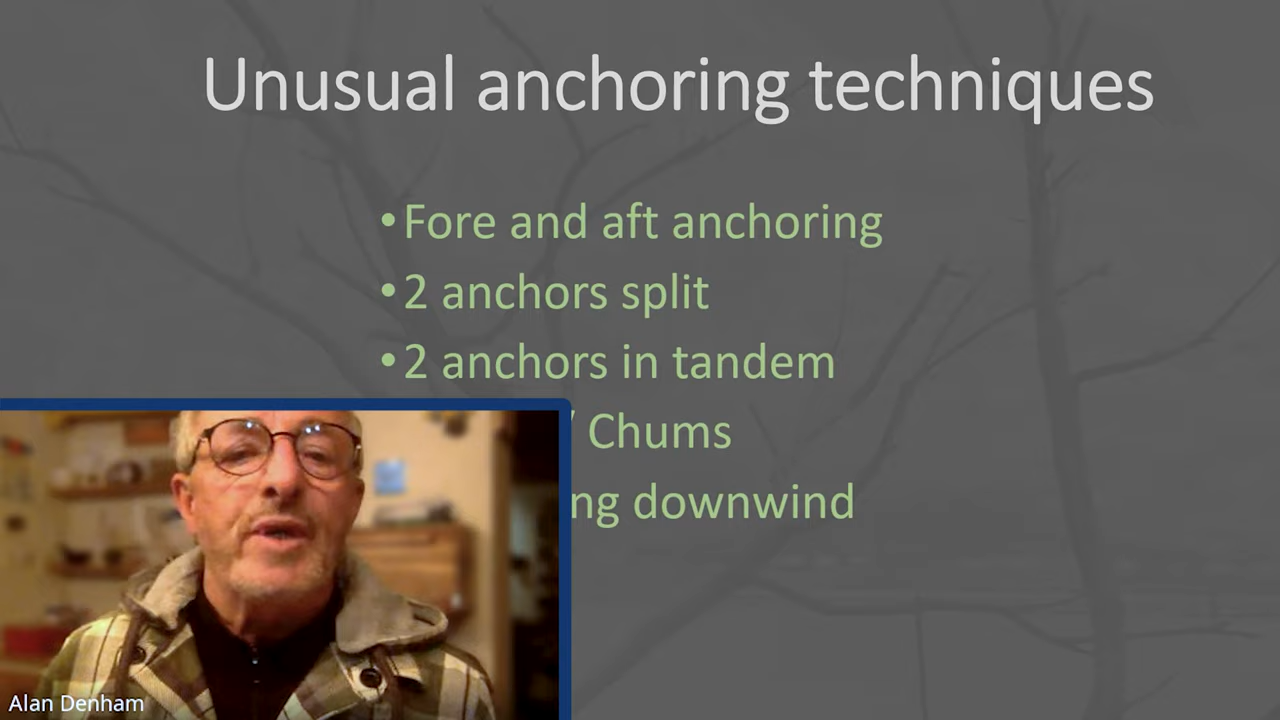 Unusual anchoring techniques
•Fore and aft anchoring
•2 anchors split
•2 anchors in tandem
/ Chums
ng downwind
Alan Denham